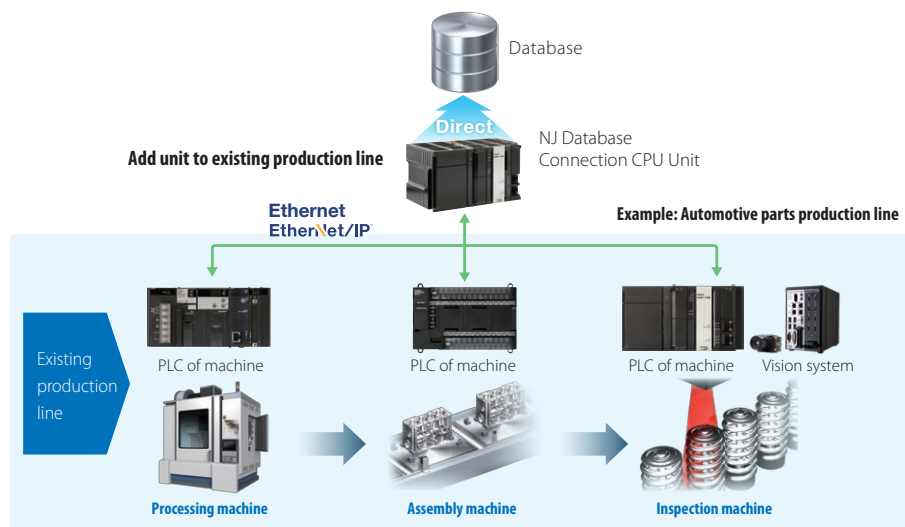 Database
Direct
NJ Database
Connection CPU Unit
Add unit to existing production line
Ethernet
EtherNet/IP
Example: Automotive parts production line
Existing
production
line
PLC of machine
PLC of machine
PLC of machine
Vision system
Processing machine
Assembly machine
Inspection machine